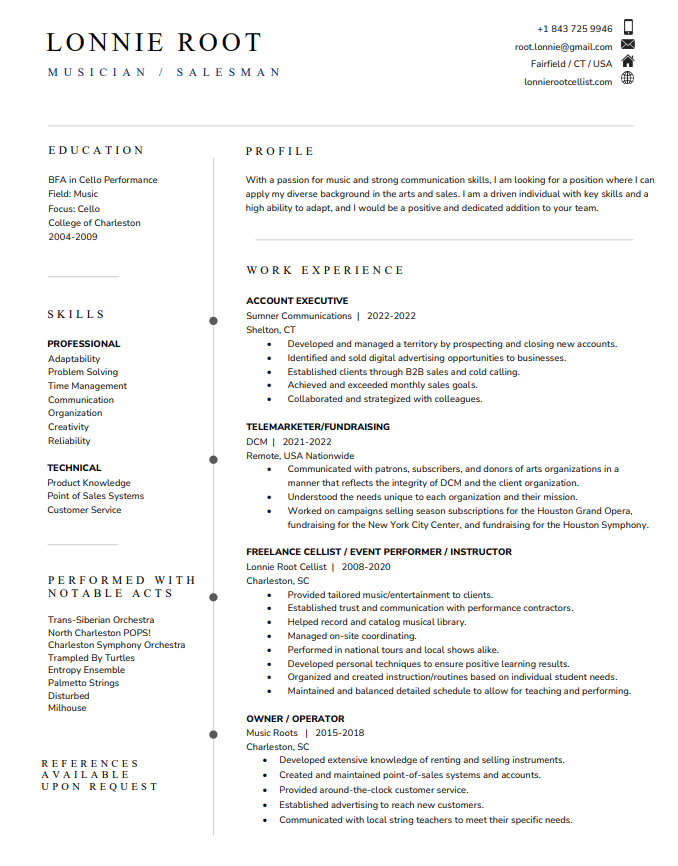 LONNIE ROOT
MUSICIAN / SALESMAN
+1 843 725 9946
root.lonnie@gmail.com
Fairfield / CT / USA
lonnierootcellist.com
EDUCATION
BFA in Cello Performance
Field: Music
Focus: Cello
College of Charleston
2004-2009
SKILLS
PROFESSIONAL
Adaptability
Problem Solving
Time Management
Communication
Organization
Creativity
Reliability
TECHNICAL
Product Knowledge
Point of Sales Systems
Customer Service
PERFORMED WITH
NOTABLE ACTS
Trans-Siberian Orchestra
North Charleston POPS!
Charleston Symphony Orchestra
Trampled By Turtles
Entropy Ensemble
Palmetto Strings
Disturbed
Milhouse
REFERENCES
AVAILABLE
UPON REQUEST
PROFILE
With a passion for music and strong communication skills, I am looking for a position where I can
apply my diverse background in the arts and sales. I am a driven individual with key skills and a
high ability to adapt, and I would be a positive and dedicated addition to your team.
WORK EXPERIENCE
ACCOUNT EXECUTIVE
Sumner Communications | 2022-2022
Shelton, CT
• Developed and managed a territory by prospecting and closing new accounts.
• Identified and sold digital advertising opportunities to businesses.
• Established clients through B2B sales and cold calling.
• Achieved and exceeded monthly sales goals.
• Collaborated and strategized with colleagues.
TELEMARKETER/FUNDRAISING
DCM | 2021-2022
Remote, USA Nationwide
• Communicated with patrons, subscribers, and donors of arts organizations in a
manner that reflects the integrity of DCM and the client organization.
• Understood the needs unique to each organization and their mission.
• Worked on campaigns selling season subscriptions for the Houston Grand Opera,
fundraising for the New York City Center, and fundraising for the Houston Symphony.
FREELANCE CELLIST / EVENT PERFORMER / INSTRUCTOR
Lonnie Root Cellist | 2008-2020
Charleston, SC
• Provided tailored music/entertainment to clients.
• Established trust and communication with performance contractors.
• Helped record and catalog musical library.
• Managed on-site coordinating.
• Performed in national tours and local shows alike.
• Developed personal techniques to ensure positive learning results.
• Organized and created instruction/routines based on individual student needs.
• Maintained and balanced detailed schedule to allow for teaching and performing.
OWNER / OPERATOR
Music Roots | 2015-2018
Charleston, SC
• Developed extensive knowledge of renting and selling instruments.
• Created and maintained point-of-sales systems and accounts.
• Provided around-the-clock customer service.
• Established advertising to reach new customers.
• Communicated with local string teachers to meet their specific needs.